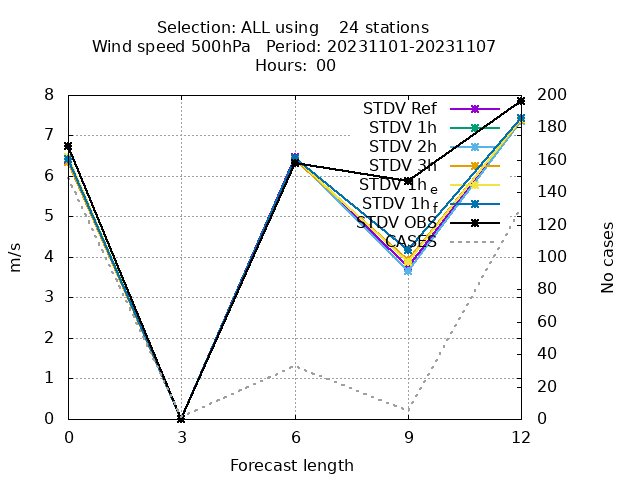 Selection: ALL using    24 stations
Wind speed 500hPa   Period: 20231101-20231107
Hours:  00
STDV Ref
STDV 1h
STDV 2h
STDV 3h
STDV 1h e
STDV 1h f
STDV OBS
CASES
m/s
No cases
8
7
6
5
4
3
2
1
0
200
180
160
140
120
100
80
60
40
20
0
0 3 6 9 12
Forecast length